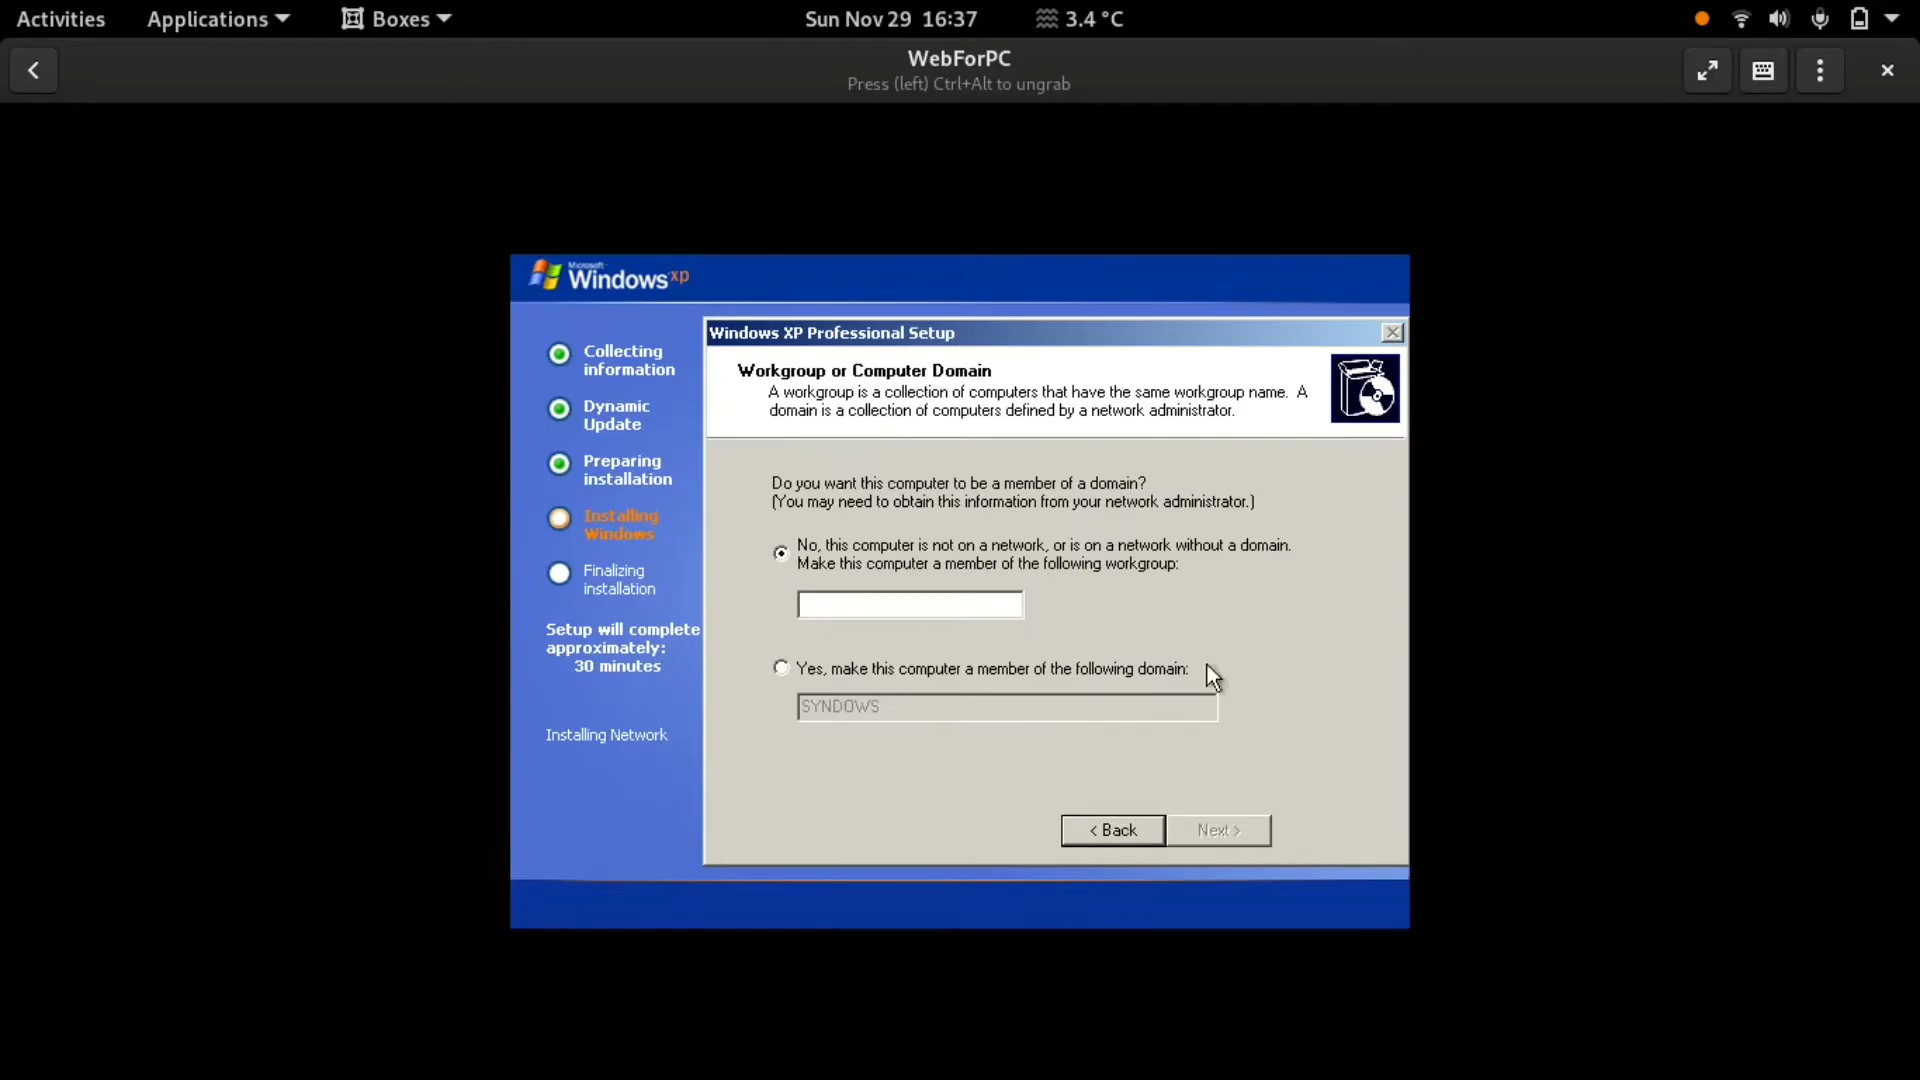 Activities Applications Boxes Sun Nov 29 16:37 3.4 °C
WebForPC
Press (left) Ctrl+Alt to ungrab
Microsoft
Windows xp
Collecting
information
Dynamic
Update
Preparing
installation
Installing
Windows
Finalizing
installation
Setup will complete
approximately:
30 minutes
Installing Network
Windows XP Professional Setup
Workgroup or Computer Domain
A workgroup is a collection of computers that have the same workgroup name. A
domain is a collection of computers defined by a network administrator.
Do you want this computer to be a member of a domain?
(You may need to obtain this information from your network administrator.)
No, this computer is not on a network, or is on a network without a domain.
Make this computer a member of the following workgroup:
Yes, make this computer a member of the following domain:
SYNDOWS
< Back Next >